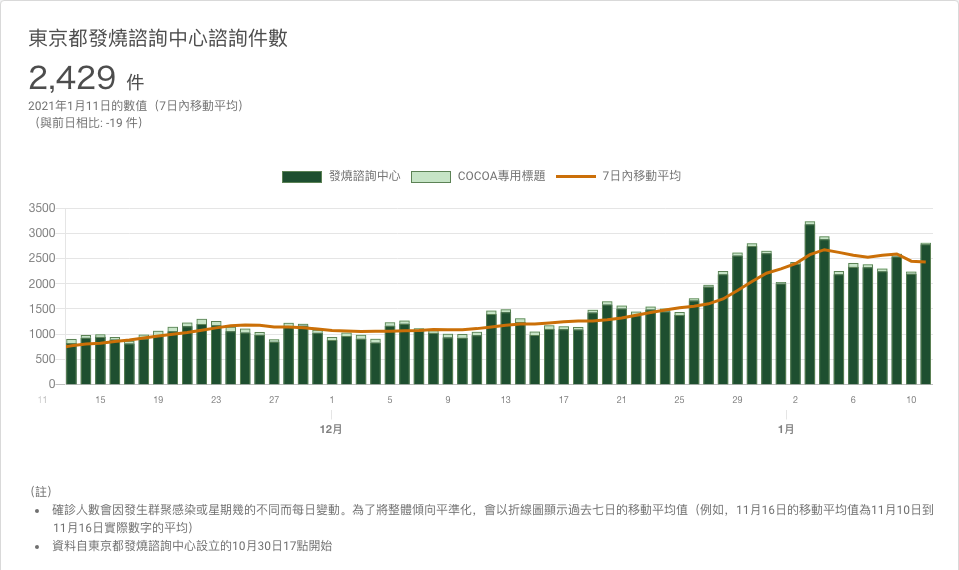 東京都發燒諮詢中心諮詢件數
2,429 件
2021年1月11日的數值（7日內移動平均）
（與前日相比: -19 件）
發燒諮詢中心 COCOA專用標題 7日內移動平均
3500
3000
2500
2000
1500
1000
500
0
11 15 19 23 27 1 5 9 13 17 21 25 29 2 6 10
12月 1月
（註）
• 確診人數會因發生群聚感染或星期幾的不同而每日變動。為了將整體傾向平準化，會以折線圖顯示過去七日的移動平均值（例如，11月16日的移動平均值為11月10日到
11月16日實際數字的平均）
• 資料自東京都發燒諮詢中心設立的10月30日17點開始